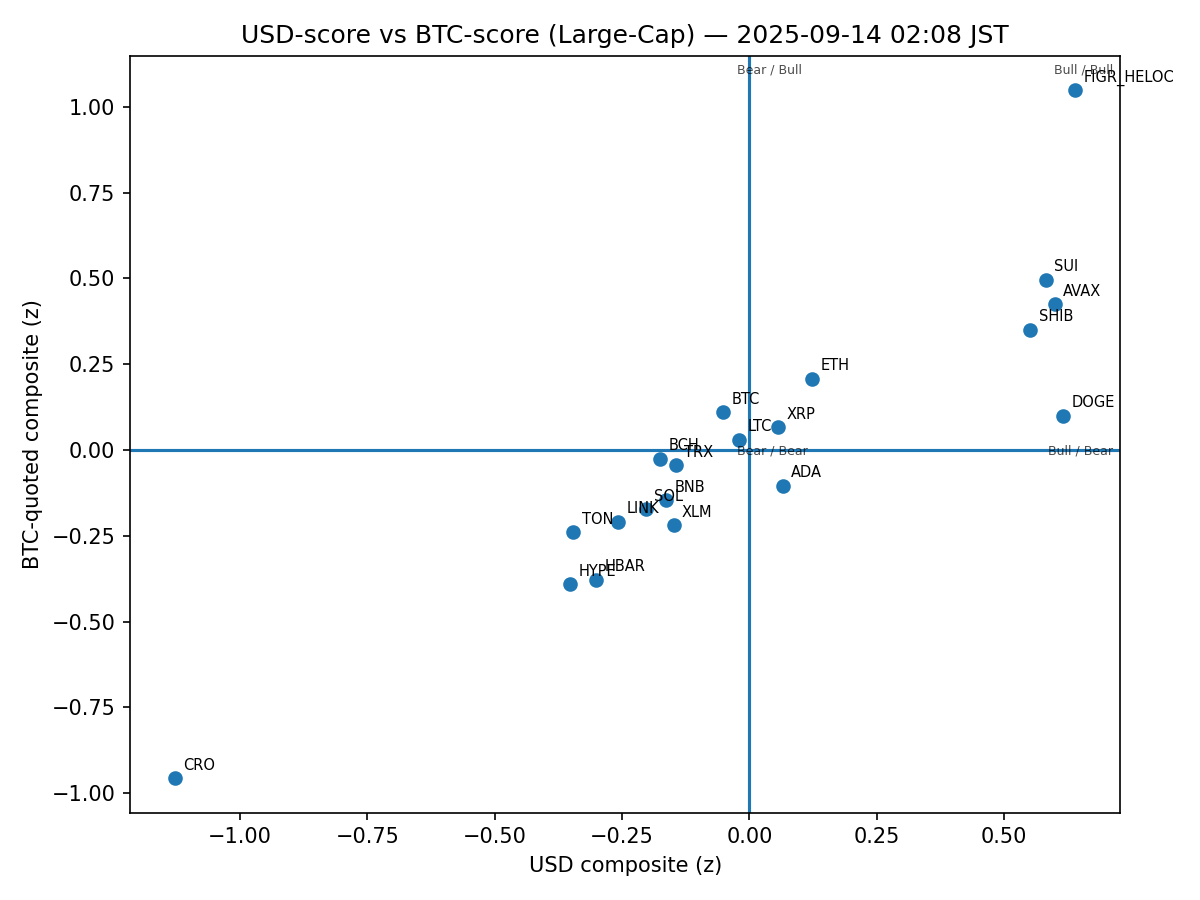 USD-score vs BTC-score (Large-Cap) — 2025-09-14 02:08 JST
Bear / Bull
Bull / Bull
FIGR_HELOC
1.00
0.75
0.50
0.25
0.00
−0.25
−0.50
−0.75
−1.00
BTC-quoted composite (z)
SUI
AVAX
SHIB
ETH
BTC
DOGE
XRP
LTC
BCH
TRX
Bear / Bear
Bull / Bear
ADA
BNB
SOL
LINK
XLM
TON
HBAR
HYPE
CRO
−1.00
−0.75
−0.50
−0.25
0.00
0.25
0.50
USD composite (z)